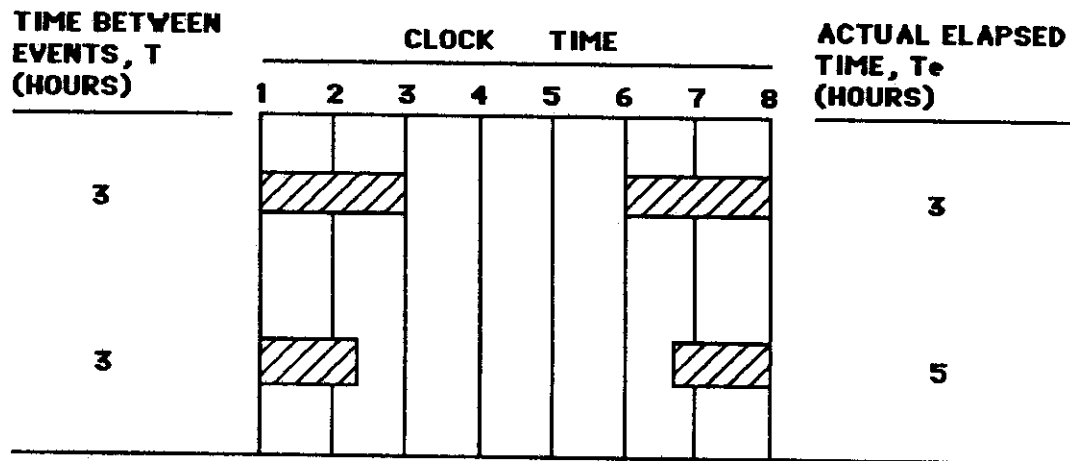 TIME BETWEEN
EVENTS, T
(HOURS)
CLOCK TIME
ACTUAL ELAPSED
TIME, Te
(HOURS)
1 2 3 4 5 6 7 8
3 3
3 5